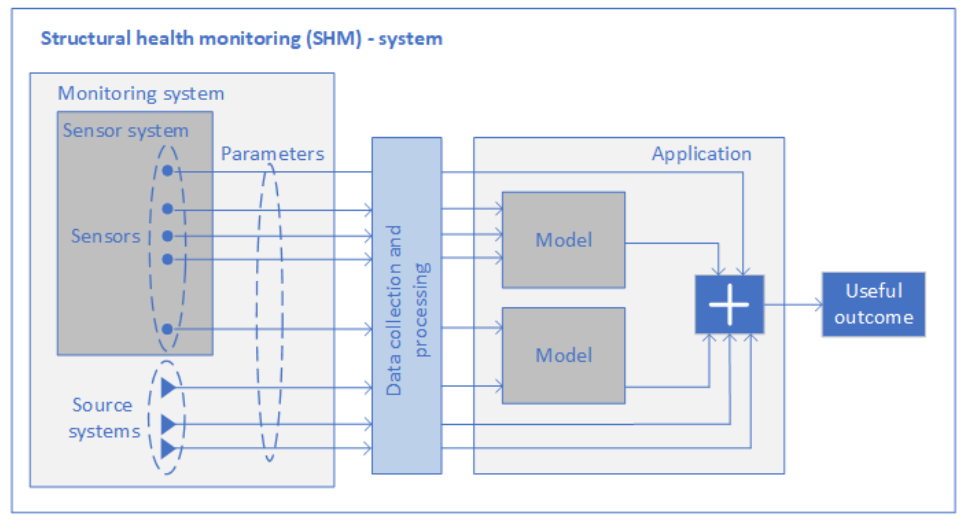 Structural health monitoring (SHM) - system
Monitoring system
Sensor system
Parameters
Sensors
Source
systems
Data collection and
processing
Application
Model
Model
Useful
outcome